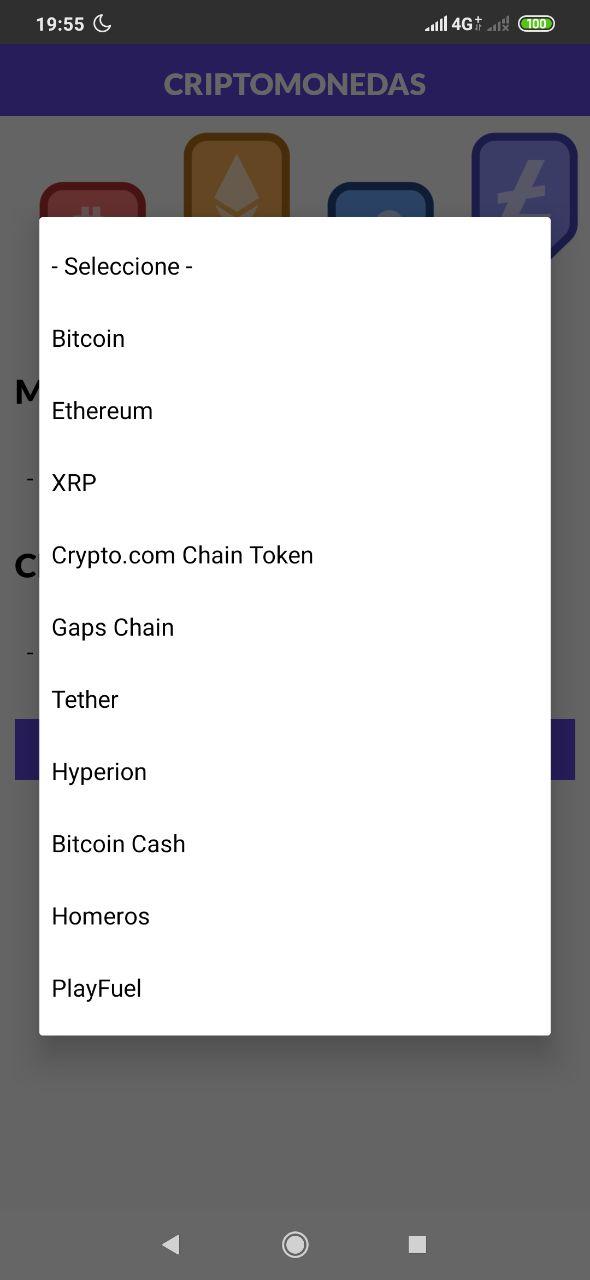 19:55 4G+ 100
CRIPTOMONEDAS
- Seleccione -
Bitcoin
Ethereum
XRP
Crypto.com Chain Token
Gaps Chain
Tether
Hyperion
Bitcoin Cash
Homeros
PlayFuel